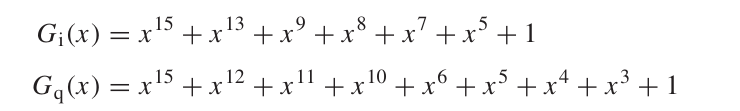 G_i(x) = x^15 + x^13 + x^9 + x^8 + x^7 + x^5 + 1
G_q(x) = x^15 + x^12 + x^11 + x^10 + x^6 + x^5 + x^4 + x^3 + 1